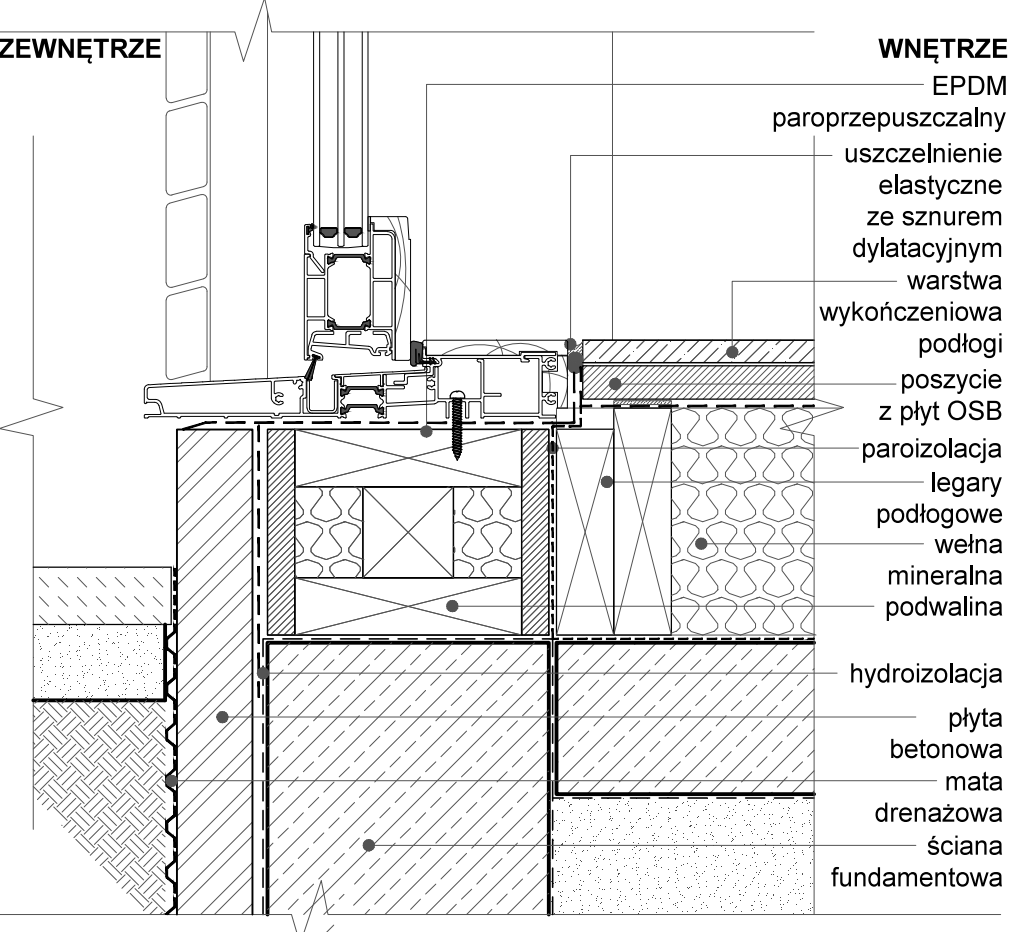 ZEWNĘTRZE
WNĘTRZE
EPDM
paroprzepuszczalny
uszczelnienie
elastyczne
ze sznurem
dylatacyjnym
warstwa
wykończeniowa
podłogi
poszycie
z płyt OSB
paroizolacja
legary
podłogowe
wełna
mineralna
podwalina
hydroizolacja
płyta
betonowa
mata
drenażowa
ściana
fundamentowa